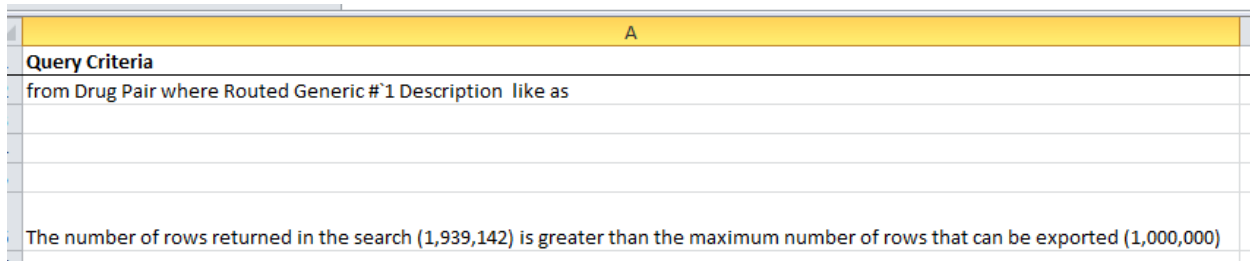 A
Query Criteria
from Drug Pair where Routed Generic #`1 Description  like as
The number of rows returned in the search (1,939,142) is greater than the maximum number of rows that can be exported (1,000,000)